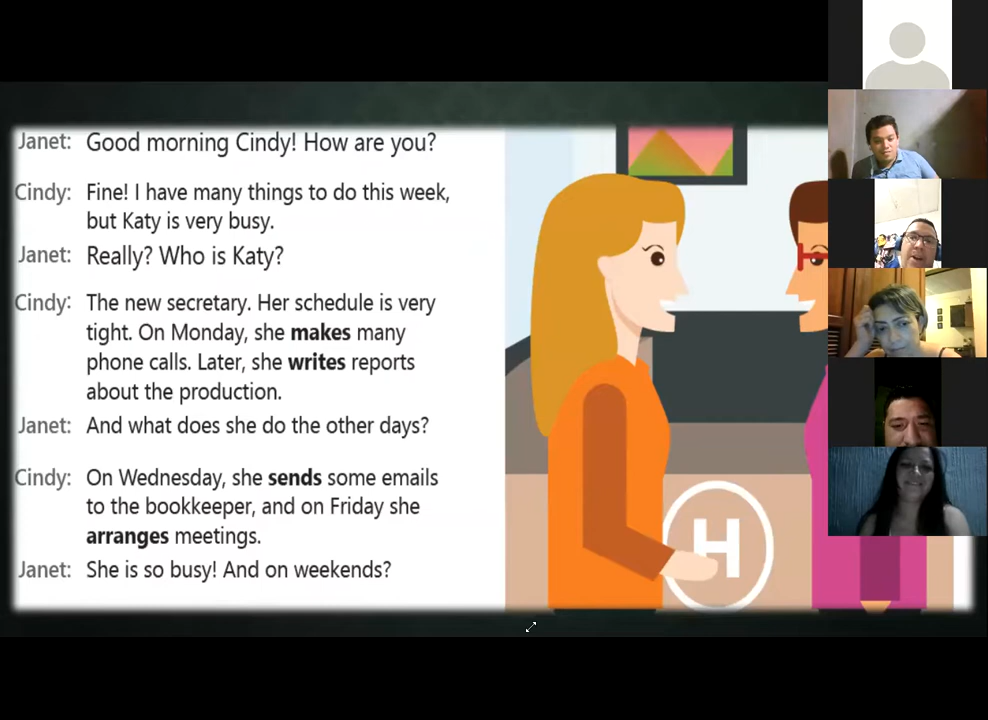 Janet: Good morning Cindy! How are you?
Cindy: Fine! I have many things to do this week,
but Katy is very busy.
Janet: Really? Who is Katy?
Cindy: The new secretary. Her schedule is very
tight. On Monday, she makes many
phone calls. Later, she writes reports
about the production.
Janet: And what does she do the other days?
Cindy: On Wednesday, she sends some emails
to the bookkeeper, and on Friday she
arranges meetings.
Janet: She is so busy! And on weekends?
H